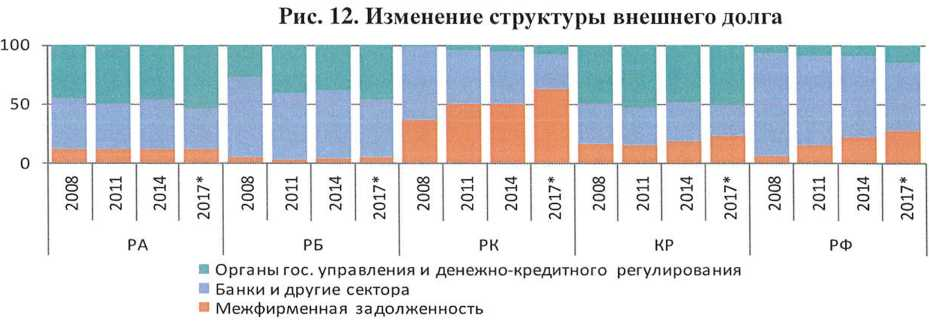 Рис. 12. Изменение структуры внешнего долга
100
50
0
2008 2011 2014 2017* 2008 2011 2014 2017* 2008 2011 2014 2017* 2008 2011 2014 2017* 2008 2011 2014 2017*
РА РБ РК КР РФ
Органы гос. управления и денежно-кредитного регулирования
Банки и другие сектора
Межфирменная задолженность